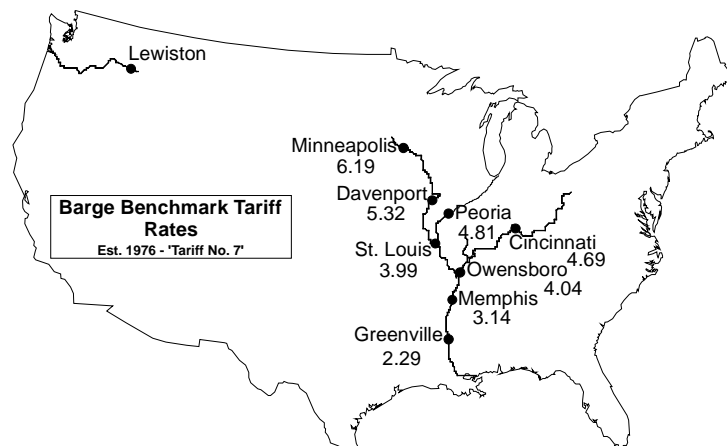 Lewiston
Minneapolis
6.19
Davenport
5.32
Barge Benchmark Tariff
Rates
Est. 1976 - 'Tariff No. 7'
Peoria
4.81
St. Louis
3.99
Cincinnati
4.69
Owensboro
4.04
Memphis
3.14
Greenville
2.29